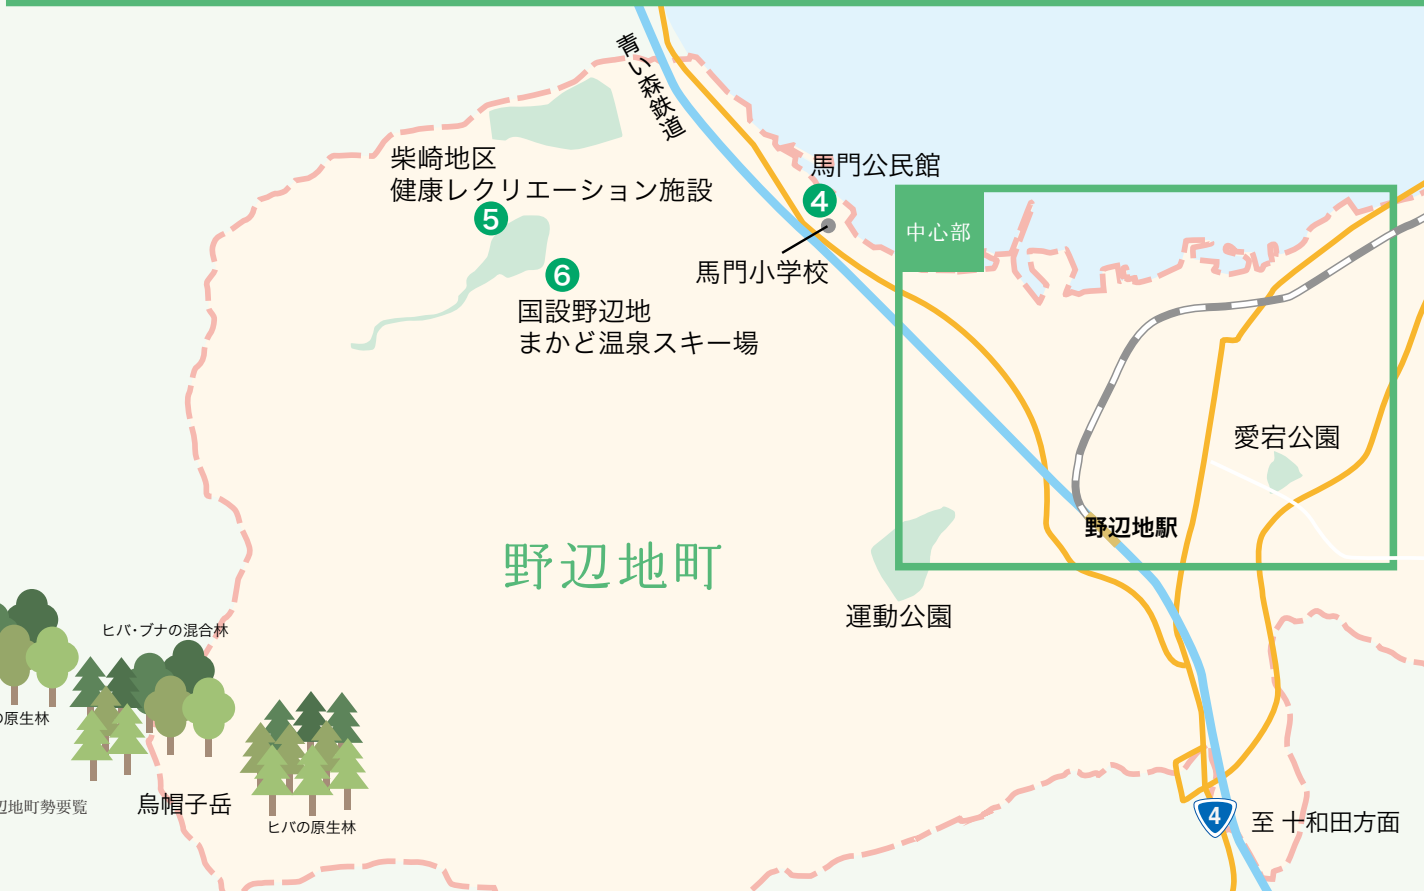 青い森鉄道
柴崎地区
健康レクリエーション施設
5
馬門公民館
4
中心部
馬門小学校
6
国設野辺地
まかど温泉スキー場
愛宕公園
野辺地駅
野辺地町
運動公園
ヒバ・ブナの混合林
の原生林
辺地町勢要覧
烏帽子岳
ヒバの原生林
4
至 十和田方面